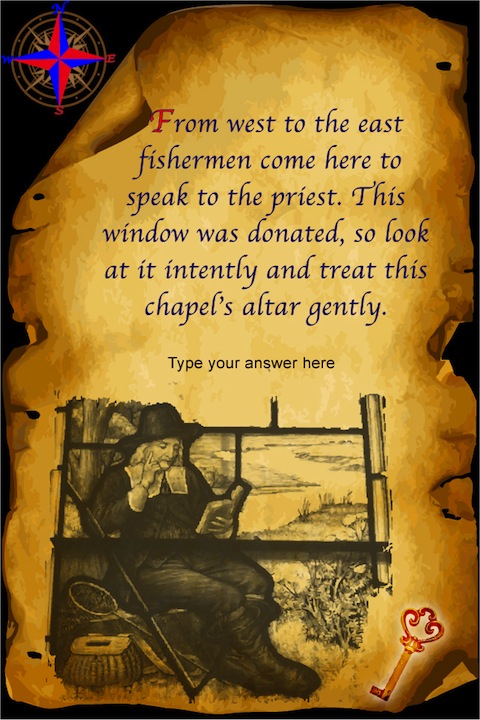 N
W E
S
From west to the east
fishermen come here to
speak to the priest. This
window was donated, so look
at it intently and treat this
chapel's altar gently.
Type your answer here